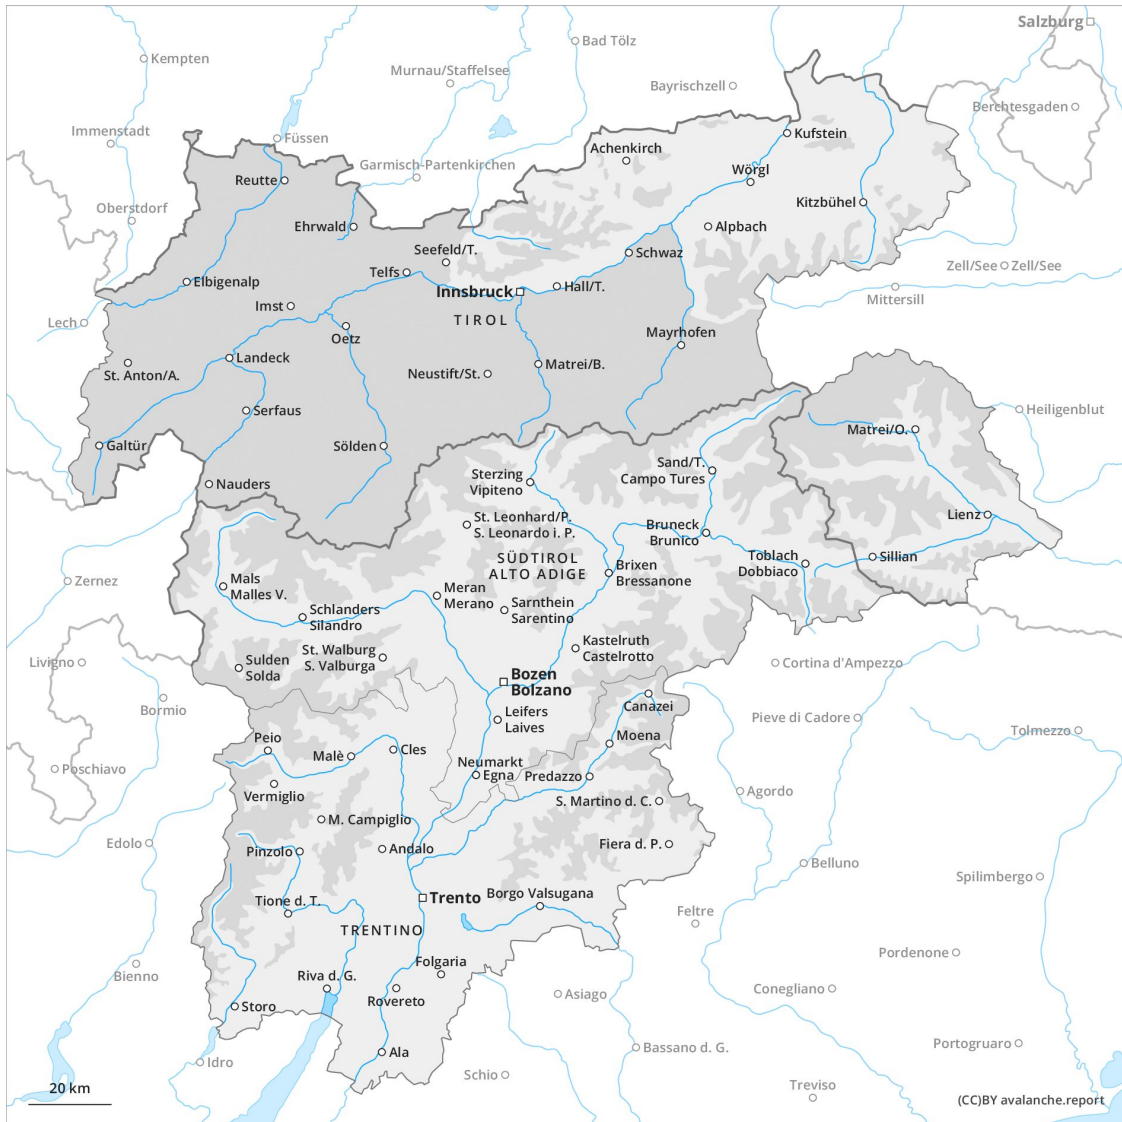 Salzburg
Bad Tölz
Kempten
Murnau/Staffelsee
Bayrischzell
Berchtesgaden
Immenstadt
Füssen
Kufstein
Achenkirch
Garmisch-Partenkirchen
Wörgl
Reutte
Kitzbühel
Oberstdorf
Ehrwald
Alpbach
Seefeld/T.
Schwaz
Telfs
Zell/See
Zell/See
Elbigenalp
Hall/T.
Innsbruck
Mittersill
Imst
TIROL
Lech
Oetz
Mayrhofen
Landeck
Matrei/B.
St. Anton/A.
Neustift/St.
Serfaus
Heiligenblut
Matrei/O.
Galtür
Sölden
Sand/T.
Campo Tures
Sterzing
Vipiteno
Nauders
Lienz
St. Leonhard/P.
S. Leonardo i. P.
Bruneck
Brunico
SÜDTIROL
ALTO ADIGE
Toblach
Dobbiaco
Sillian
Brixen
Bressanone
Zernez
Mals
Malles V.
Meran
Merano
Sarnthein
Sarentino
Schlanders
Silandro
Kastelruth
Castelrotto
St. Walburg
S. Valburga
Livigno
Sulden
Solda
Cortina d'Ampezzo
Bozen
Bolzano
Canazei
Bormio
Leifers
Laives
Pieve di Cadore
Tolmezzo
Peio
Moena
Cles
Malè
Neumarkt
Egna
Predazzo
Poschiavo
Vermiglio
Agordo
S. Martino d. C.
M. Campiglio
Edolo
Pinzolo
Andalo
Fiera d. P.
Belluno
Spilimbergo
Borgo Valsugana
Trento
Tione d. T.
Feltre
TRENTINO
Pordenone
Folgaria
Bienno
Riva d. G.
Rovereto
Asiago
Conegliano
Storo
Portogruaro
Bassano d. G.
Ala
Idro
Schio
Treviso
20 km
(CC)BY avalanche.report